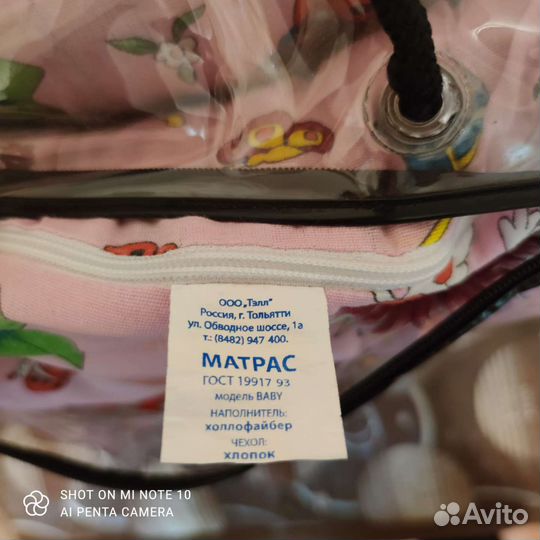 ООО „Тэлл"
Россия, г. Тольятти
ул. Обводное шоссе, 1а
т.: (8482) 947 400.
МАТРАС
ГОСТ 19917 93
модель BABY
НАПОЛНИТЕЛЬ:
холлофайбер
ЧЕХОЛ:
хлопок
SHOT ON MI NOTE 10
AI PENTA CAMERA
Avito